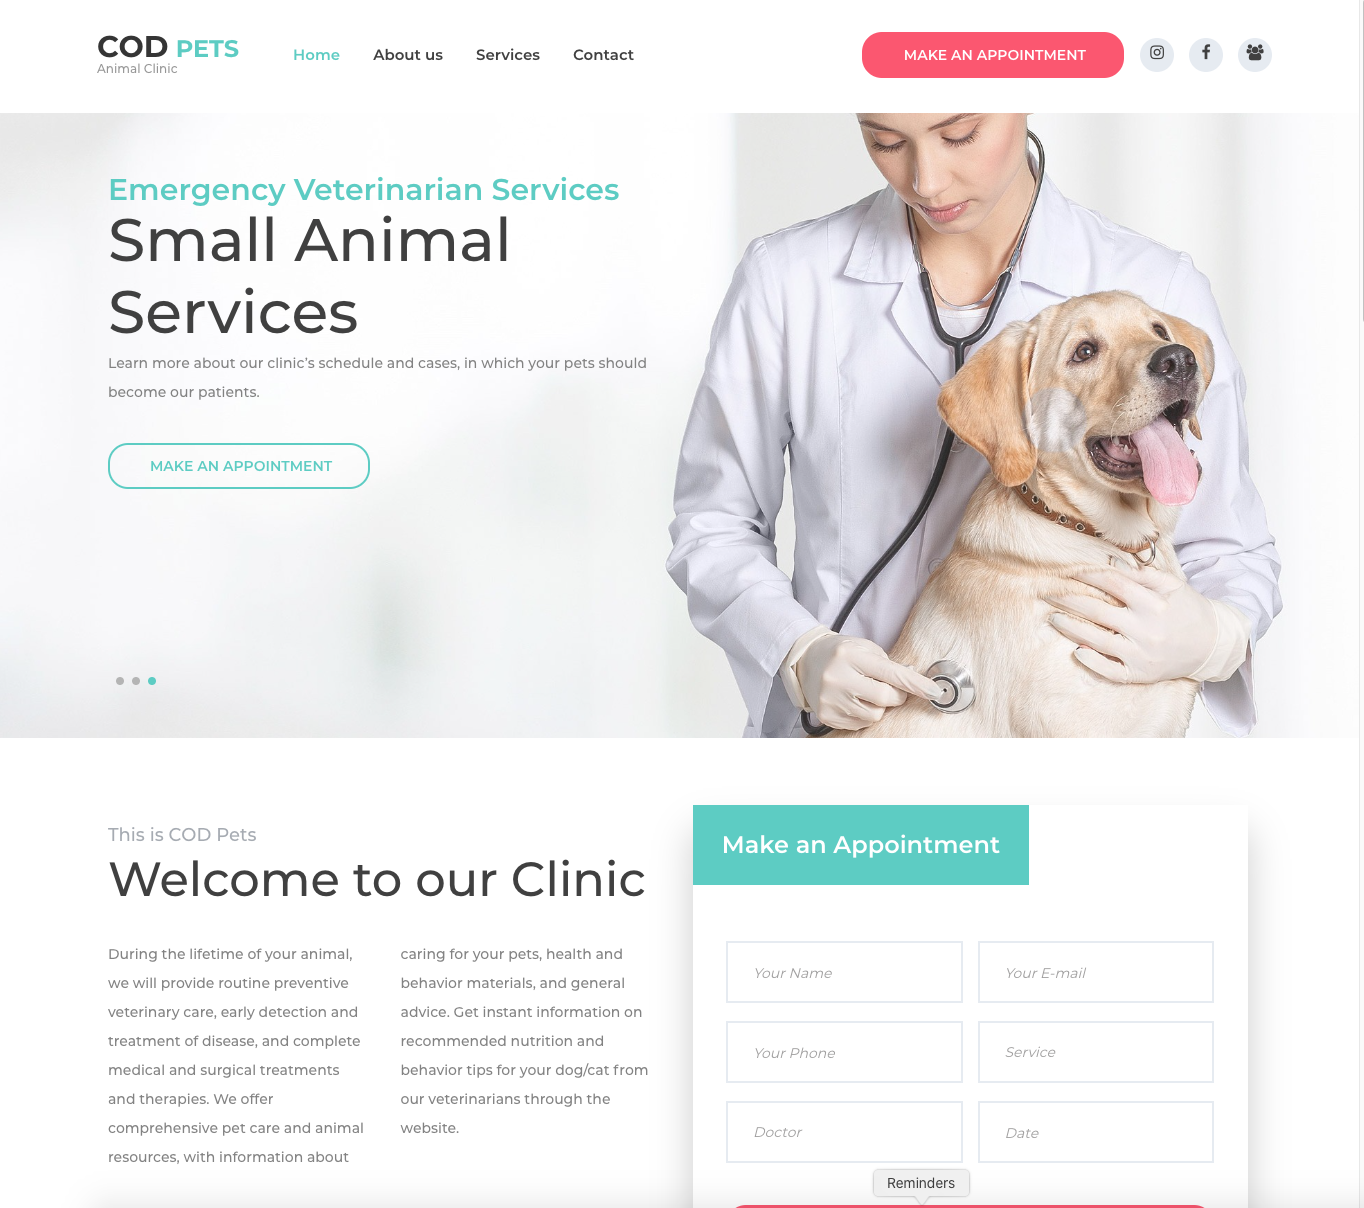 COD PETS
Animal Clinic
Home
About us
Services
Contact
MAKE AN APPOINTMENT
Emergency Veterinarian Services
Small Animal
Services
Learn more about our clinic’s schedule and cases, in which your pets should
become our patients.
MAKE AN APPOINTMENT
This is COD Pets
Welcome to our Clinic
During the lifetime of your animal,
we will provide routine preventive
veterinary care, early detection and
treatment of disease, and complete
medical and surgical treatments
and therapies. We offer
comprehensive pet care and animal
resources, with information about
caring for your pets, health and
behavior materials, and general
advice. Get instant information on
recommended nutrition and
behavior tips for your dog/cat from
our veterinarians through the
website.
Make an Appointment
Your Name
Your E-mail
Your Phone
Service
Doctor
Date
Reminders